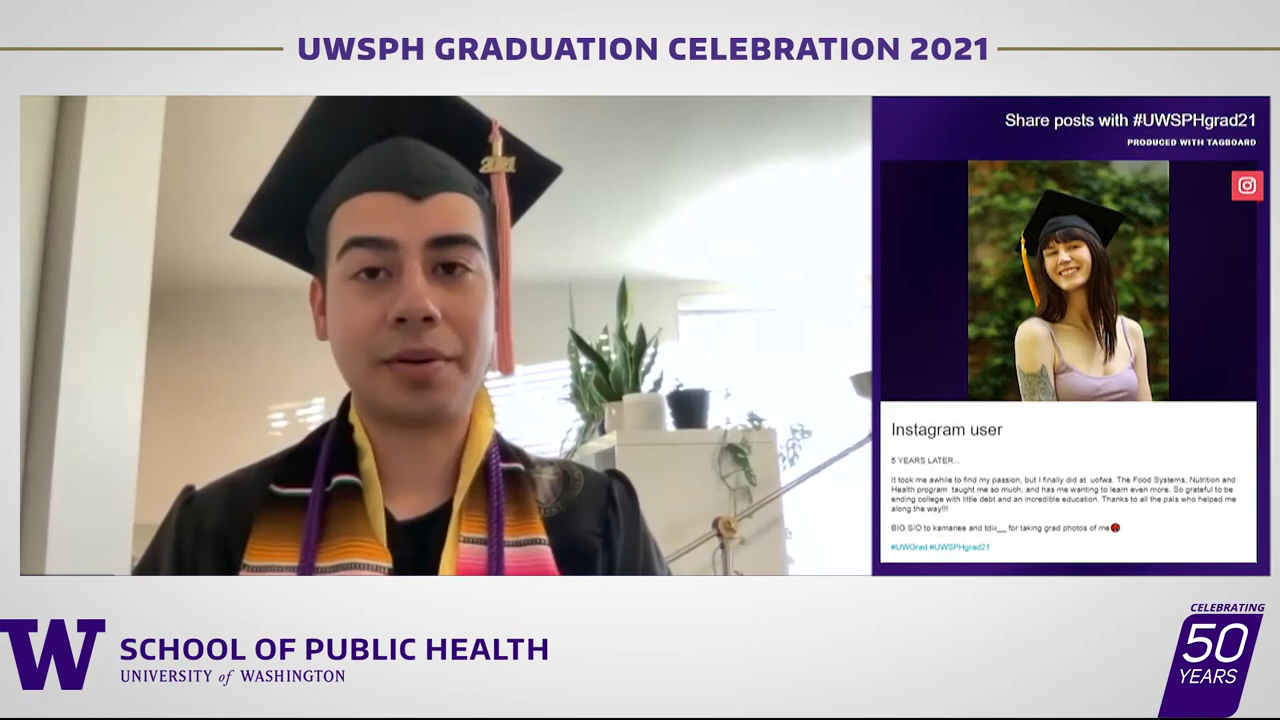 UWSPH GRADUATION CELEBRATION 2021
Share posts with #UWSPHgrad21
PRODUCED WITH TAGBOARD
2021
Instagram user
5 YEARS LATER...
It took me awhile to find my passion, but I finally did at uofwa. The Food Systems, Nutrition and
Health program taught me so much, and has me wanting to learn even more. So grateful to be
ending college with little debt and an incredible education. Thanks to all the pals who helped me
along the way!!!
BIG S/O to kamariee and tdix__ for taking grad photos of me
#UWGrad #UWSPHgrad21
W
SCHOOL OF PUBLIC HEALTH
UNIVERSITY of WASHINGTON
CELEBRATING
50
YEARS